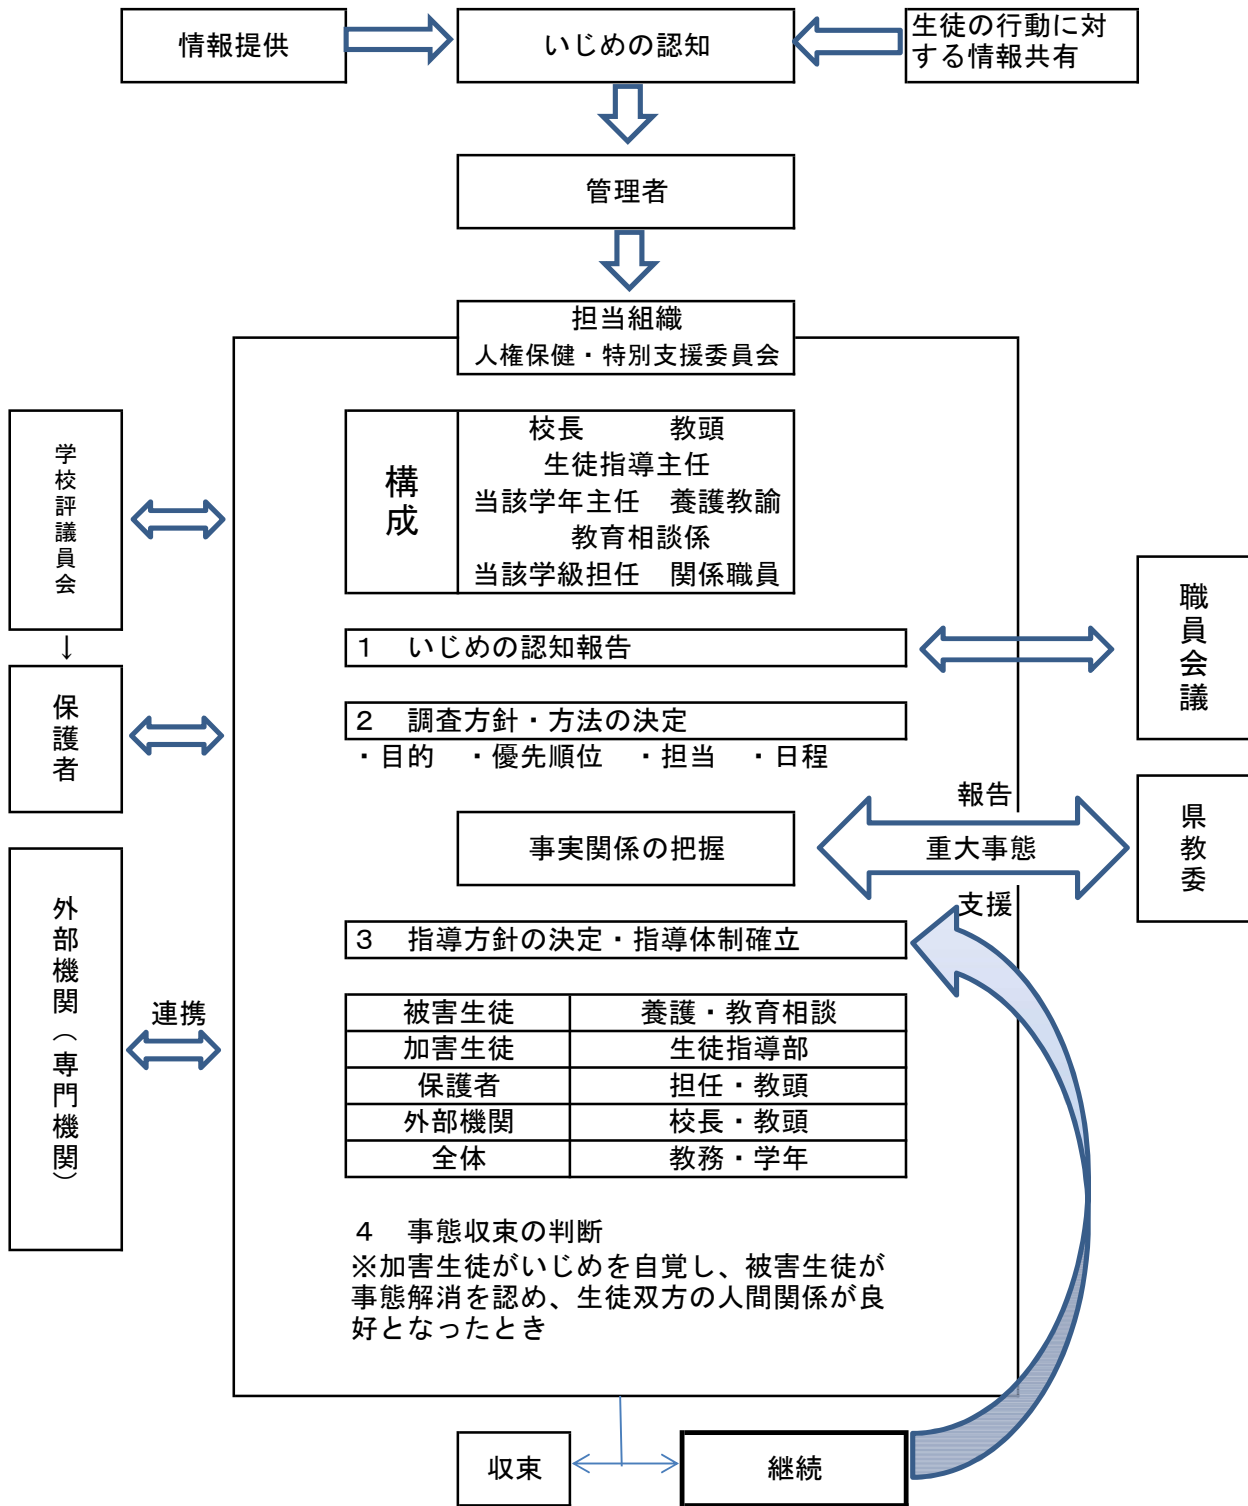 情報提供
いじめの認知
生徒の行動に対
する情報共有
管理者
担当組織
人権保健・特別支援委員会
学校評議員会
↓
保護者
外部機関（専門機関）
連携
構成
校長　　　教頭
生徒指導主任
当該学年主任　養護教諭
教育相談係
当該学級担任　関係職員
１　いじめの認知報告
職員会議
２　調査方針・方法の決定
・目的　・優先順位　・担当　・日程
事実関係の把握
報告
重大事態
支援
県教委
３　指導方針の決定・指導体制確立
被害生徒　養護・教育相談
加害生徒　生徒指導部
保護者　担任・教頭
外部機関　校長・教頭
全体　教務・学年
４　事態収束の判断
※加害生徒がいじめを自覚し、被害生徒が
事態解消を認め、生徒双方の人間関係が良
好となったとき
収束
継続